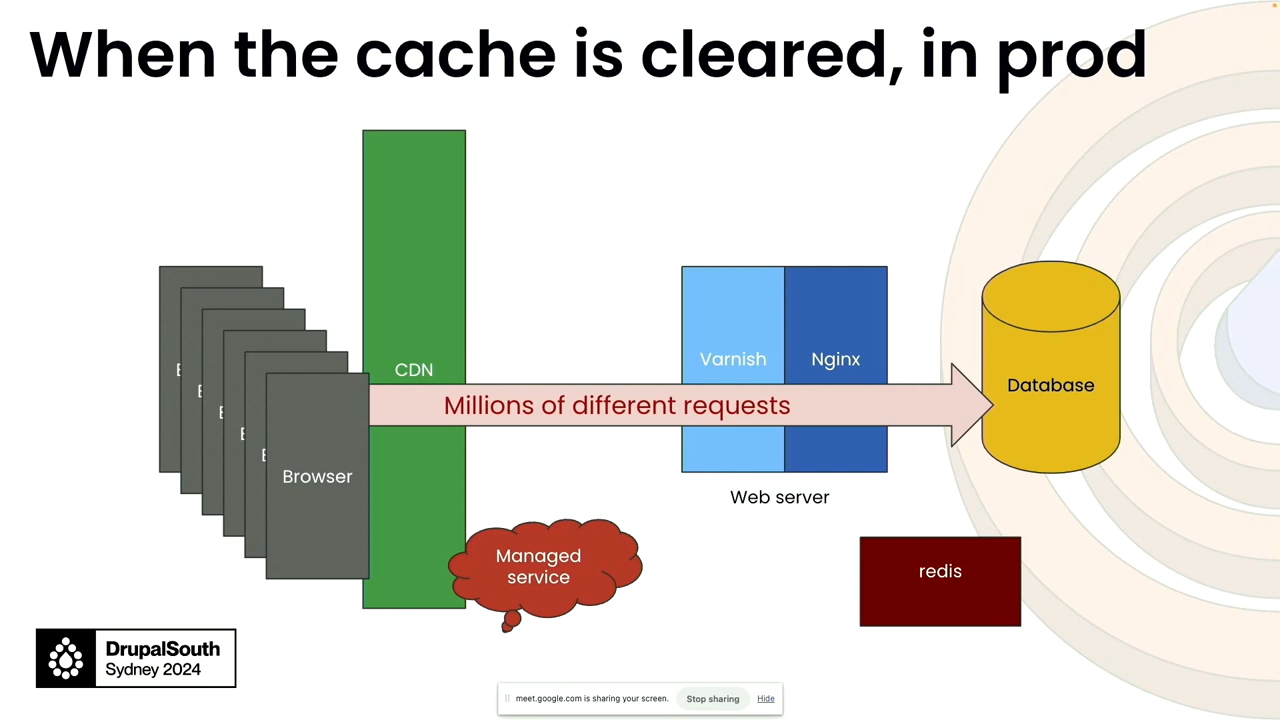 When the cache is cleared, in prod
CDN
Varnish
Nginx
Database
Millions of different requests
Browser
Web server
Managed
service
redis
DrupalSouth
Sydney 2024
meet.google.com is sharing your screen.
Stop sharing
Hide